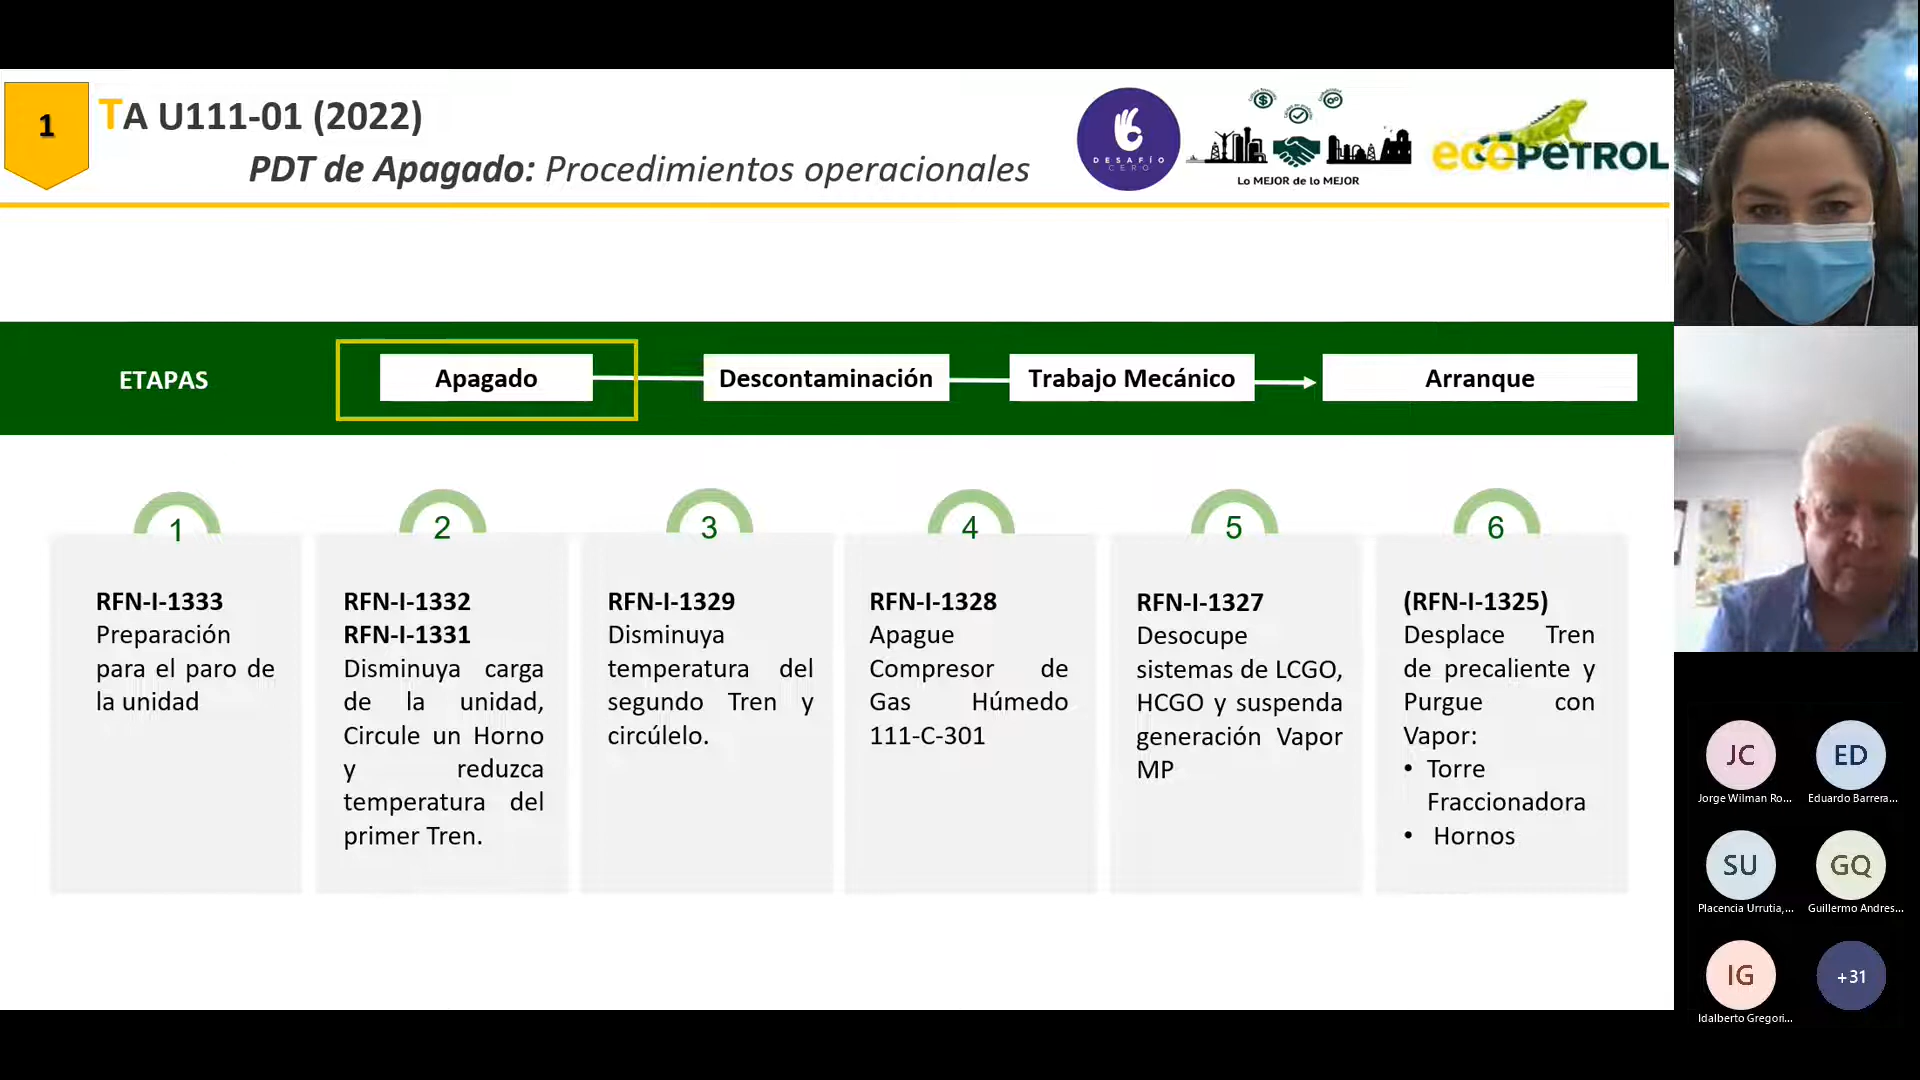 1
TA U111-01 (2022)
PDT de Apagado: Procedimientos operacionales
DESAFÍO
CERO
Lo MEJOR de lo MEJOR
ecopetrol
ETAPAS
Apagado
Descontaminación
Trabajo Mecánico
Arranque
1
RFN-I-1333
Preparación
para el paro de
la unidad
2
RFN-I-1332
RFN-I-1331
Disminuya carga
de la unidad,
Circule un Horno
y reduzca
temperatura del
primer Tren.
3
RFN-I-1329
Disminuya
temperatura del
segundo Tren y
circúlelo.
4
RFN-I-1328
Apague
Compresor de
Gas Húmedo
111-C-301
5
RFN-I-1327
Desocupe
sistemas de LCGO,
HCGO y suspenda
generación Vapor
MP
6
(RFN-I-1325)
Desplace Tren
de precaliente y
Purgue con
Vapor:
• Torre
Fraccionadora
• Hornos
JC
Jorge Wilman Ro...
ED
Eduardo Barrera...
SU
Placencia Urrutia,...
GQ
Guillermo Andres...
IG
Idalberto Gregori...
+31